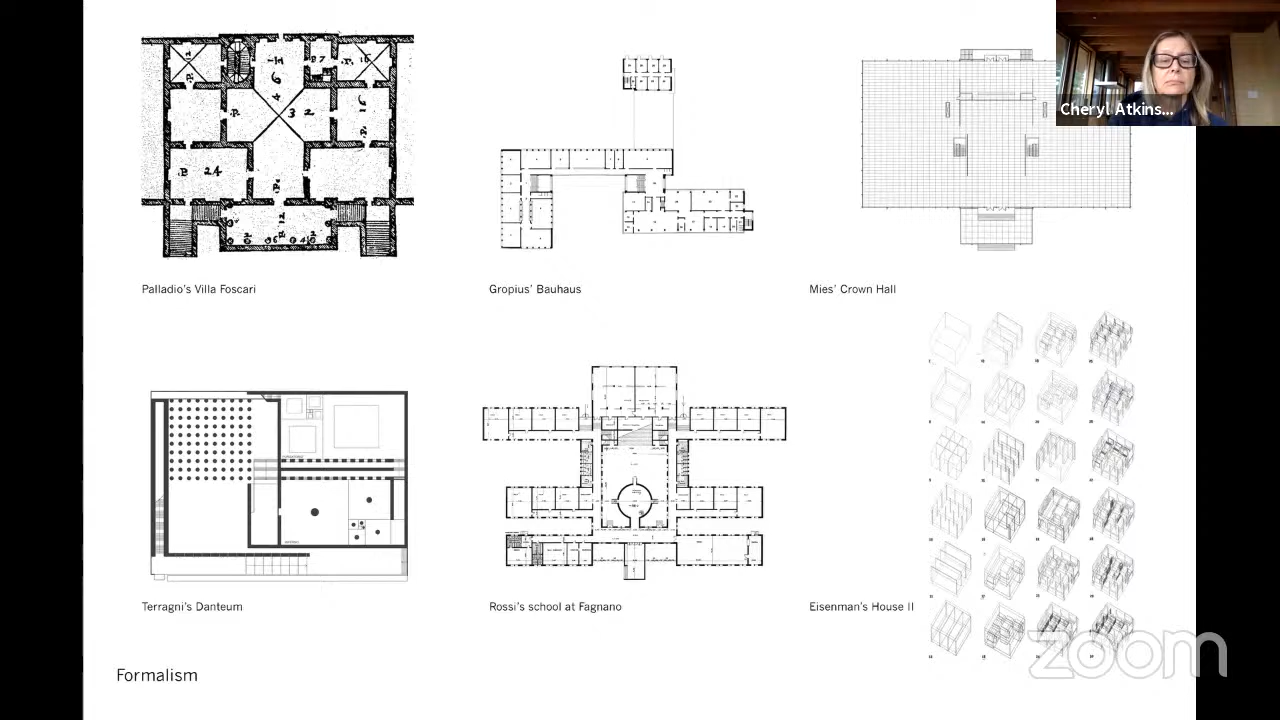 Cheryl Atkins...
Palladio's Villa Foscari
Gropius' Bauhaus
Mies' Crown Hall
Terragni's Danteum
Rossi's school at Fagnano
Eisenman's House II
Formalism
zoom